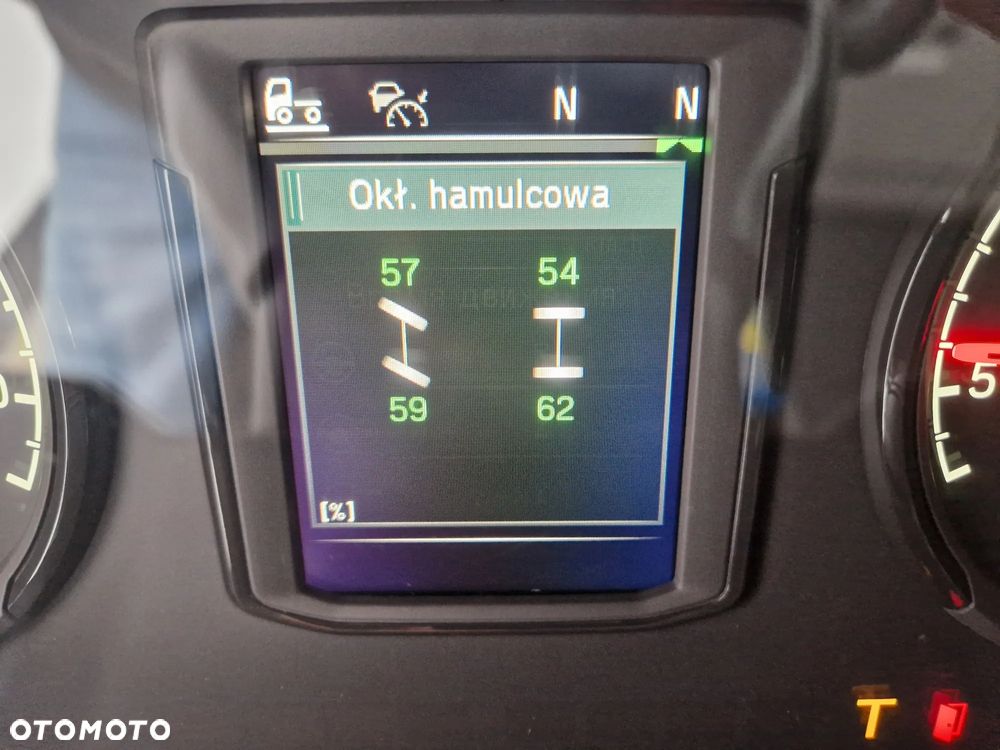 N N
Okł. hamulcowa
57 54
59 62
[%]
5
T
OTOMOTO